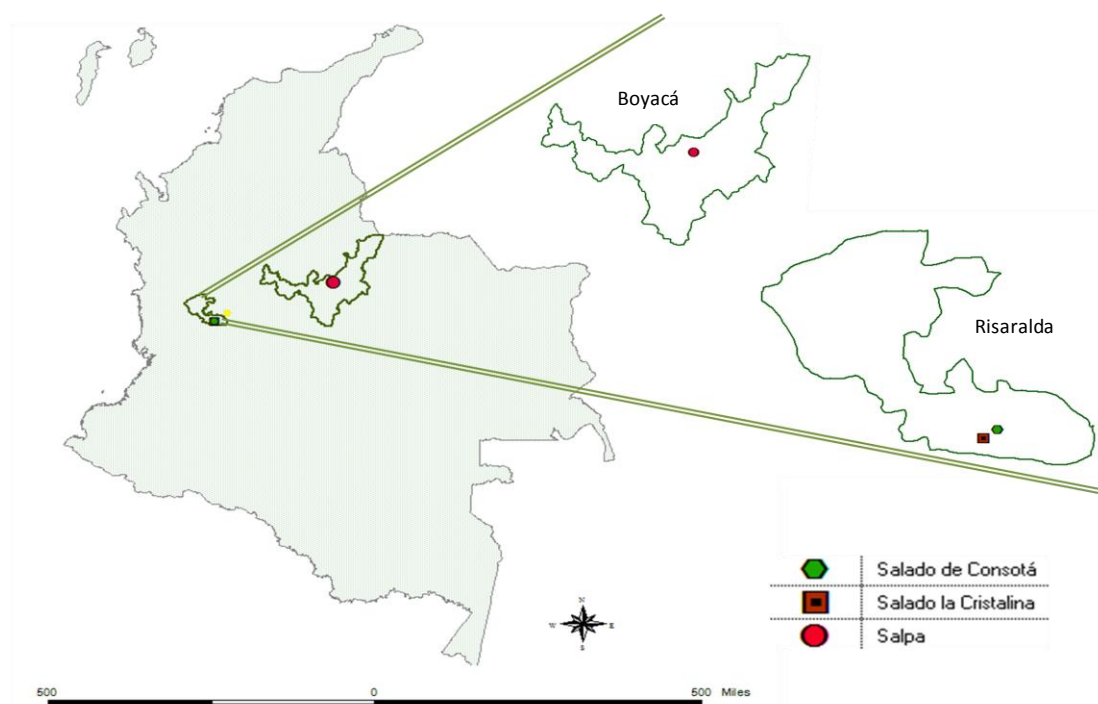 Boyacá
Risaralda
Salado de Consotá
Salado la Cristalina
Salpa
N
W E
S
500 0 500 Miles